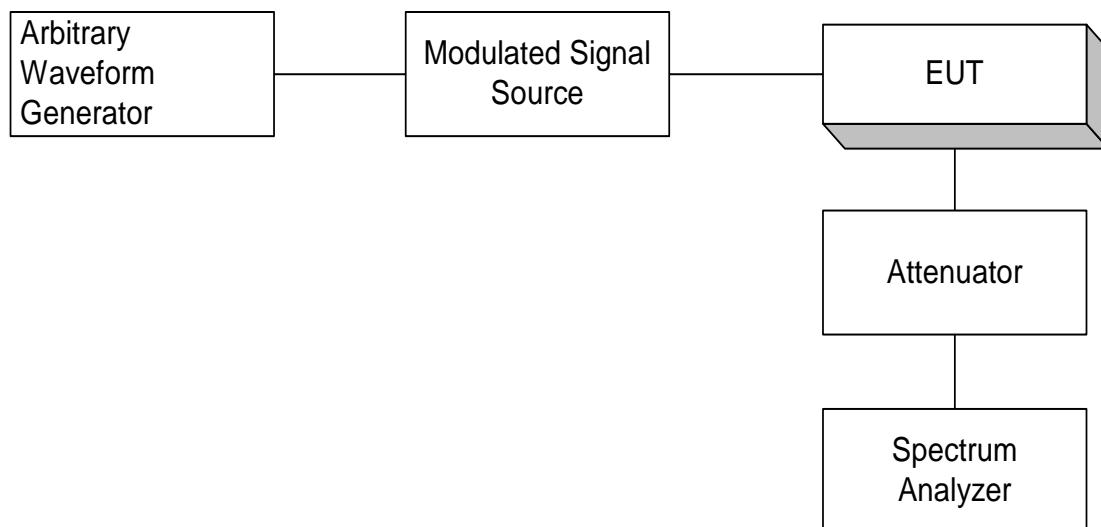 Arbitrary
Waveform
Generator
Modulated Signal
Source
EUT
Attenuator
Spectrum
Analyzer